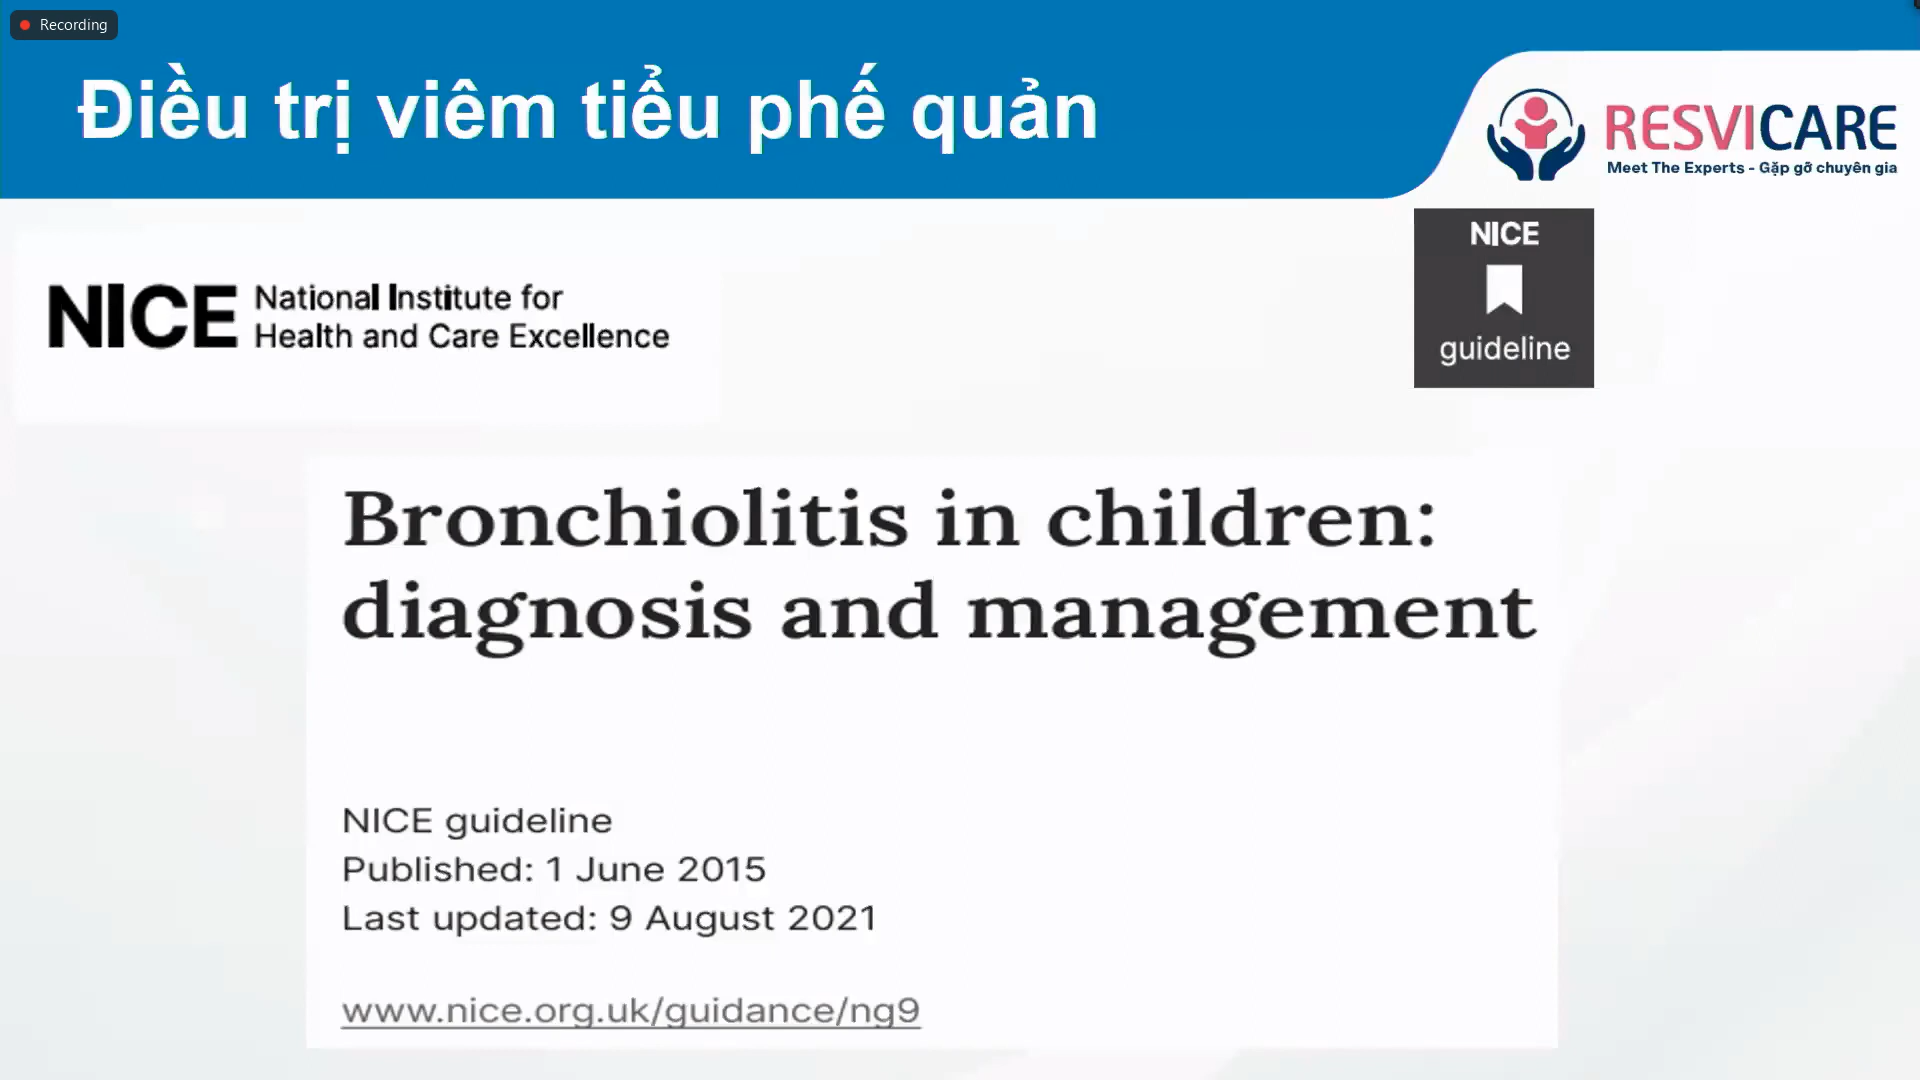 Recording
Điều trị viêm tiểu phế quản
RESVICARE
Meet The Experts - Gặp gỡ chuyên gia
NICE National Institute for
Health and Care Excellence
NICE
guideline
Bronchiolitis in children:
diagnosis and management
NICE guideline
Published: 1 June 2015
Last updated: 9 August 2021
www.nice.org.uk/guidance/ng9